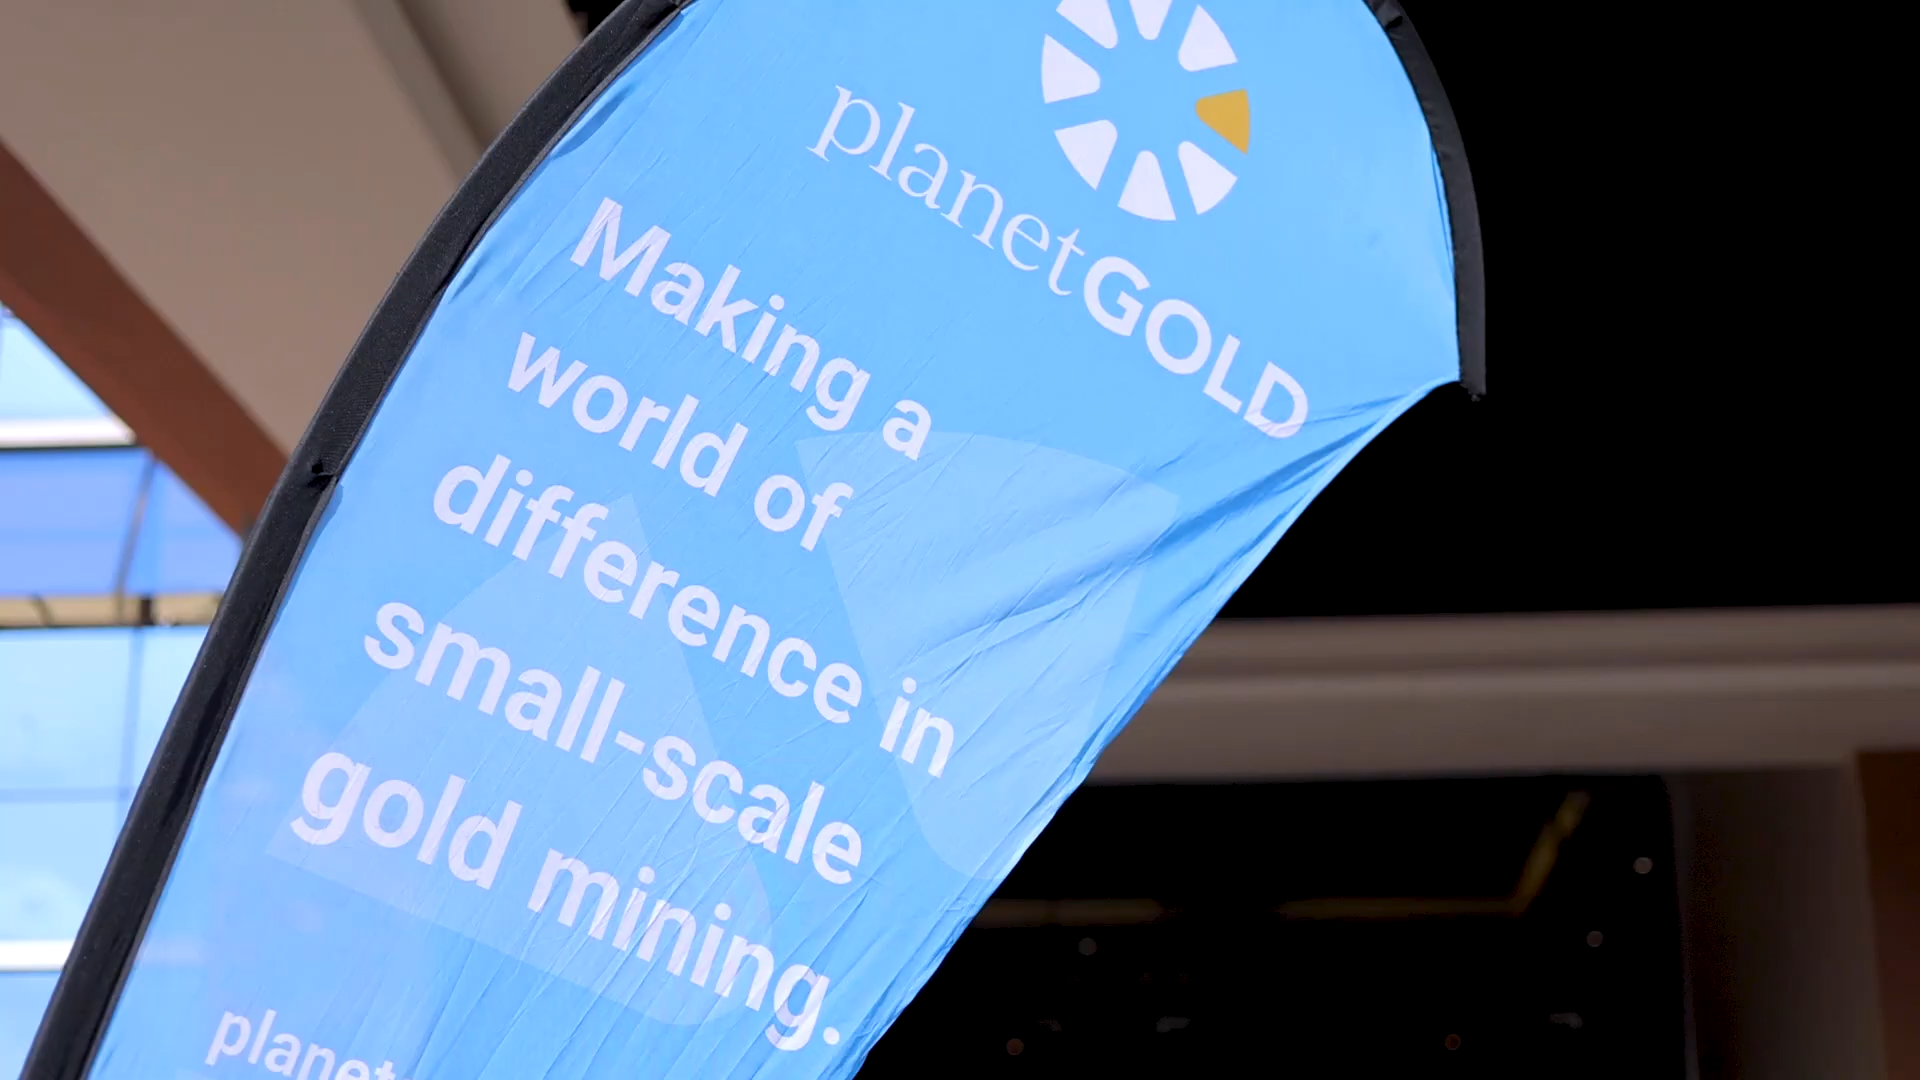 planetGOLD
Making a
world of
difference in
small-scale
gold mining.
planet